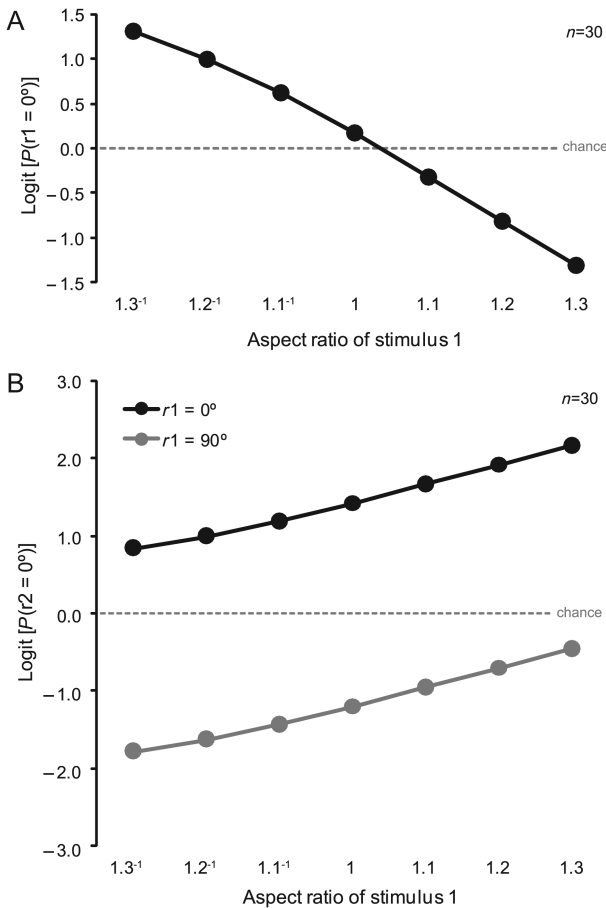 A
n=30
1.5
1.0
0.5
0.0
−0.5
−1.0
−1.5
Logit [P(r1 = 0º)]
chance
1.3⁻¹ 1.2⁻¹ 1.1⁻¹ 1 1.1 1.2 1.3
Aspect ratio of stimulus 1
B
n=30
r1 = 0º
r1 = 90º
3.0
2.0
1.0
0.0
−1.0
−2.0
−3.0
Logit [P(r2 = 0º)]
chance
1.3⁻¹ 1.2⁻¹ 1.1⁻¹ 1 1.1 1.2 1.3
Aspect ratio of stimulus 1